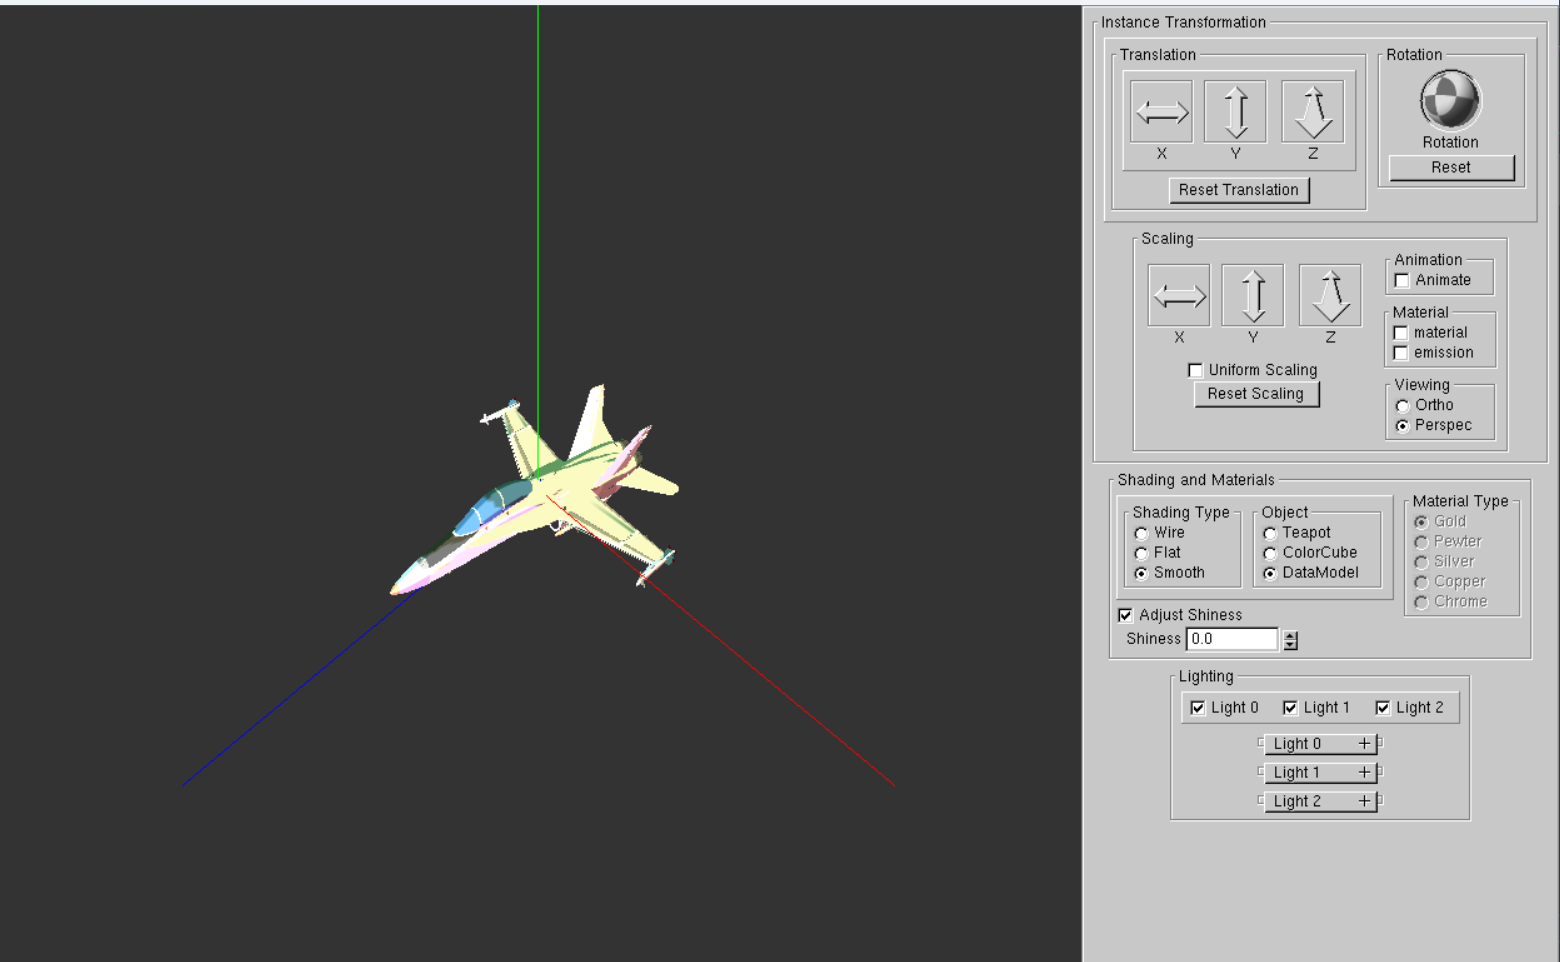 Instance Transformation
Translation
X Y Z
Reset Translation
Rotation
Rotation
Reset
Scaling
X Y Z
Uniform Scaling
Reset Scaling
Animation
Animate
Material
material
emission
Viewing
Ortho
Perspec
Shading and Materials
Shading Type
Wire
Flat
Smooth
Object
Teapot
ColorCube
DataModel
Material Type
Gold
Pewter
Silver
Copper
Chrome
Adjust Shiness
Shiness 0.0
Lighting
Light 0 Light 1 Light 2
Light 0 +
Light 1 +
Light 2 +